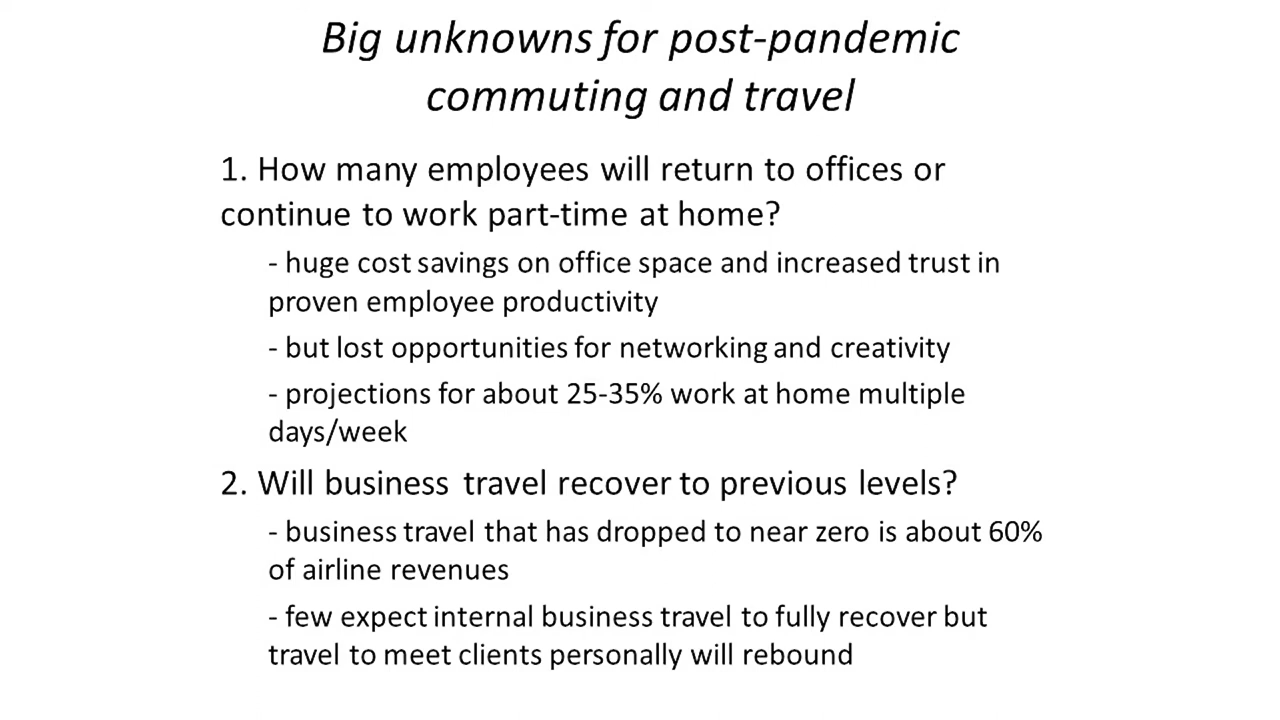 Big unknowns for post-pandemic
commuting and travel
1. How many employees will return to offices or
continue to work part-time at home?
- huge cost savings on office space and increased trust in
proven employee productivity
- but lost opportunities for networking and creativity
- projections for about 25-35% work at home multiple
days/week
2. Will business travel recover to previous levels?
- business travel that has dropped to near zero is about 60%
of airline revenues
- few expect internal business travel to fully recover but
travel to meet clients personally will rebound